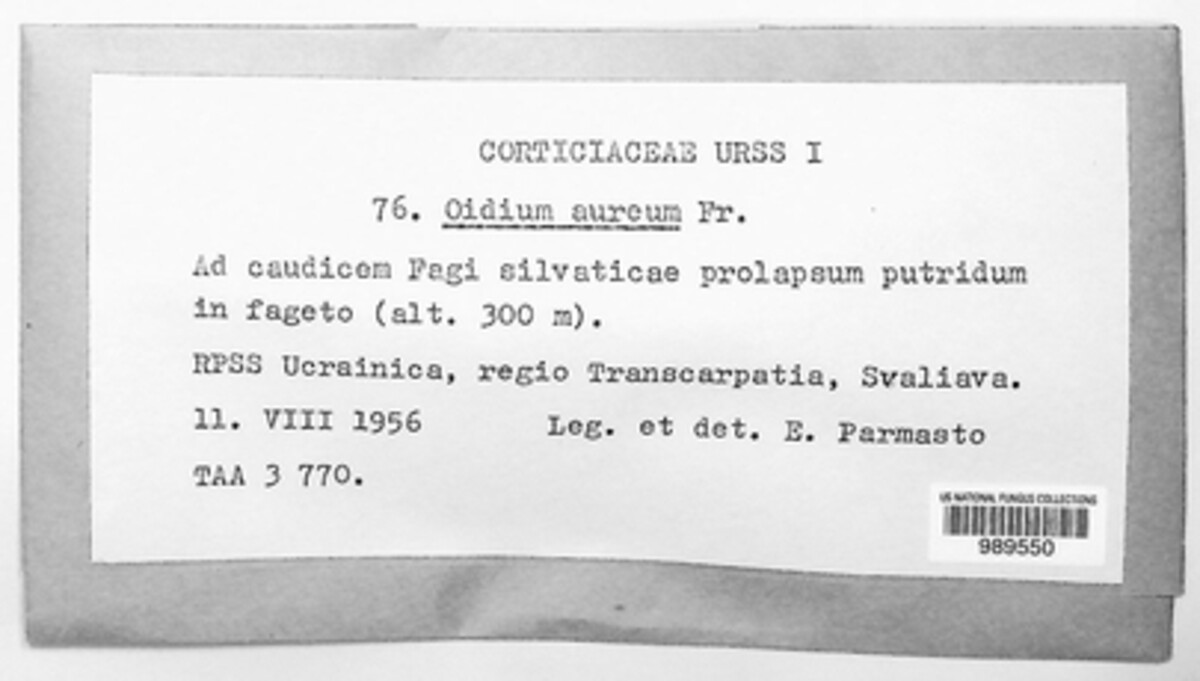 CORTICIACEAE URSS I
76. Oidium aureum Fr.
Ad caudicem Fagi silvaticae prolapsum putridum
in fageto (alt. 300 m).
RPSS Ucrainica, regio Transcarpatia, Svaliava.
11. VIII 1956 Leg. et det. E. Parmasto
TAA 3 770.
US NATIONAL FUNGUS COLLECTIONS
989550